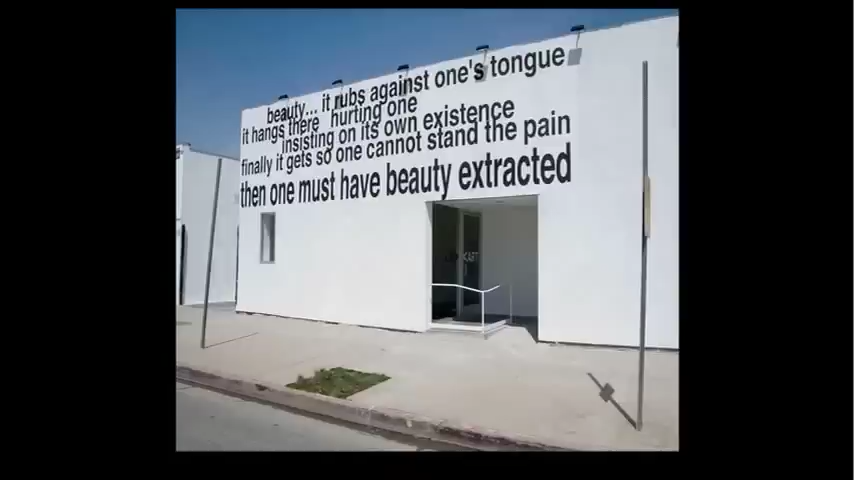 beauty... it rubs against one's tongue
it hangs there hurting one
insisting on its own existence
finally it gets so one cannot stand the pain
then one must have beauty extracted